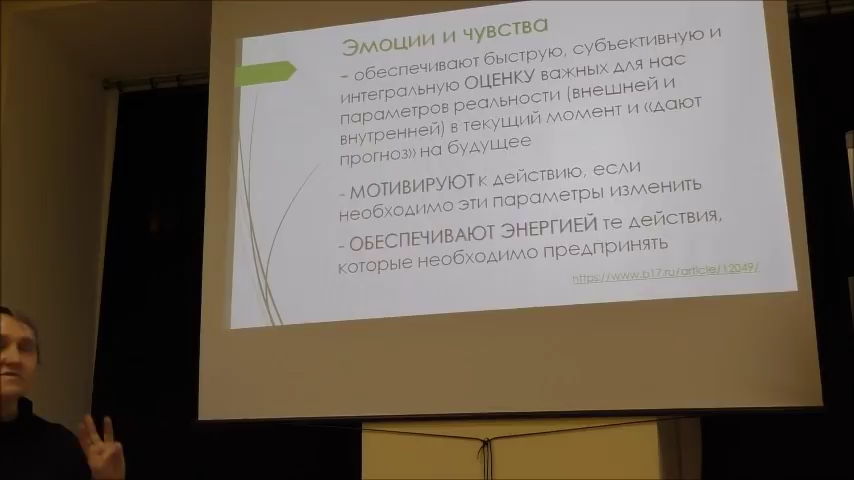 Эмоции и чувства
- обеспечивают быструю, субъективную и
интегральную ОЦЕНКУ важных для нас
параметров реальности (внешней и
внутренней) в текущий момент и «дают
прогноз» на будущее
- МОТИВИРУЮТ к действию, если
необходимо эти параметры изменить
- ОБЕСПЕЧИВАЮТ ЭНЕРГИЕЙ те действия,
которые необходимо предпринять
https://www.b17.ru/article/12049/